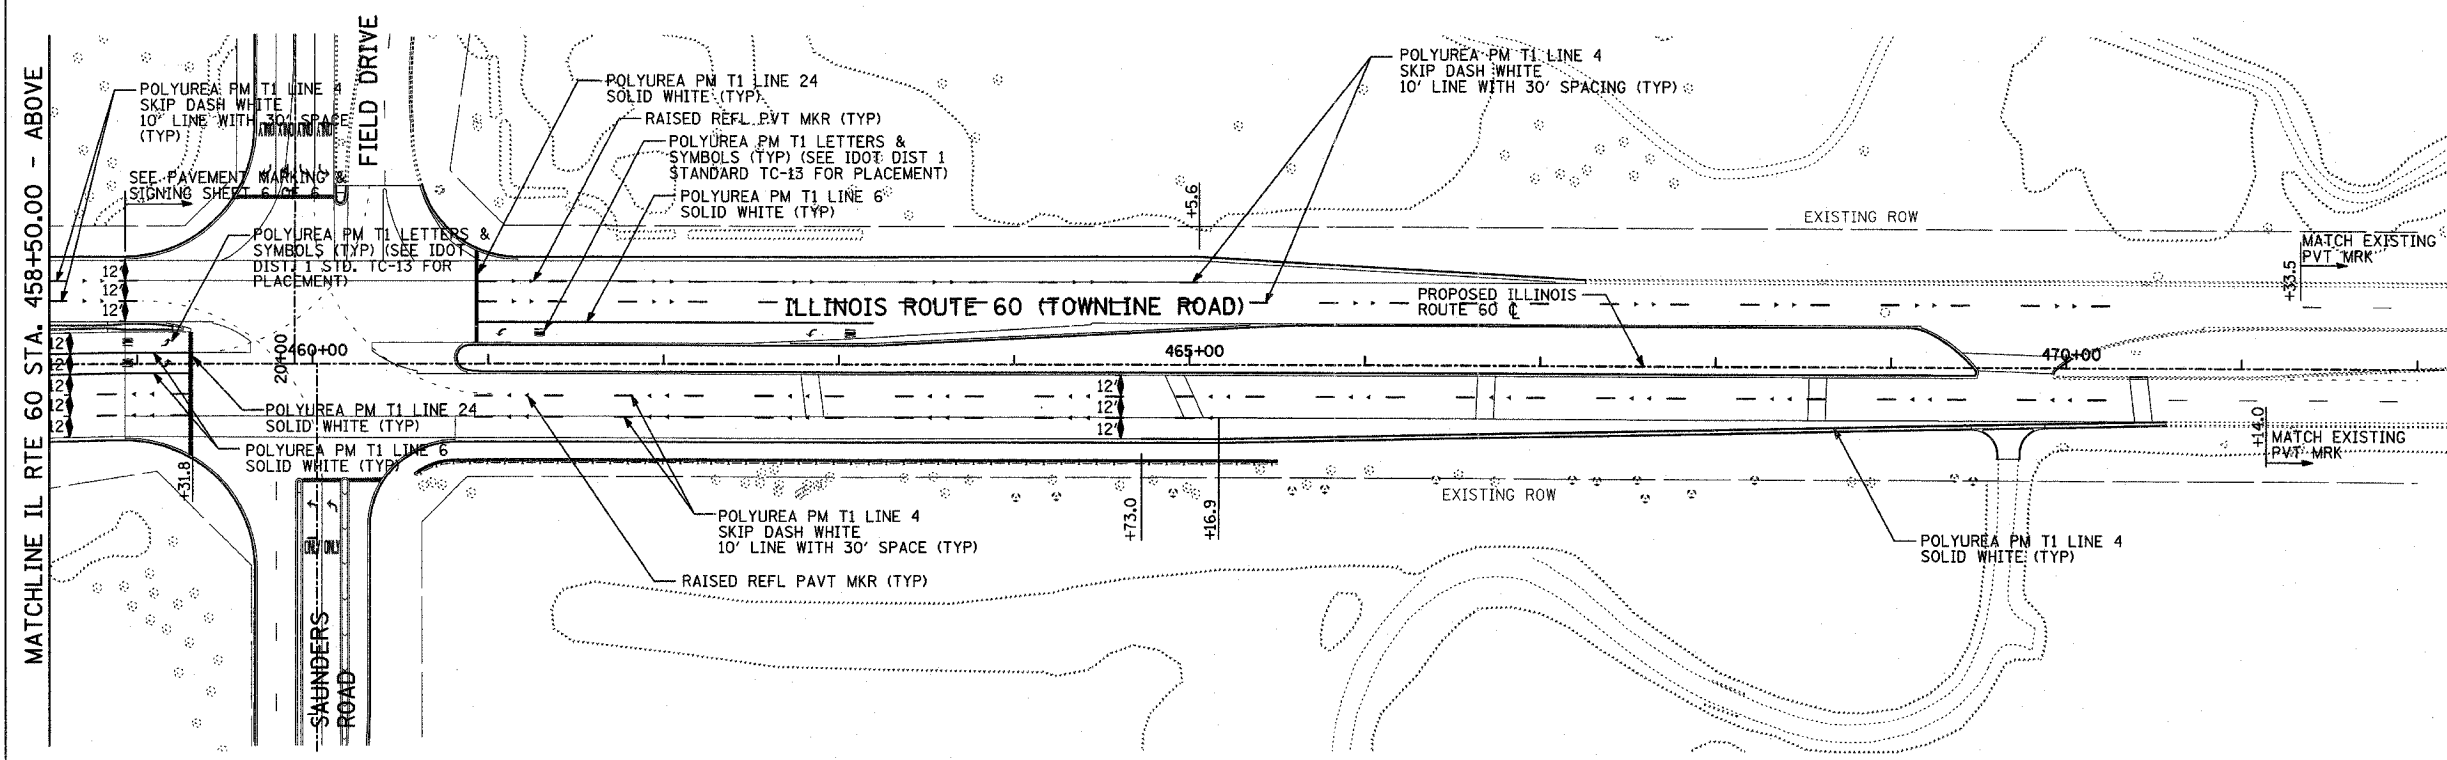 MATCHLINE IL RTE 60 STA. 458+50.00 - ABOVE
POLYUREA PM T1 LINE 4
SKIP DASH WHITE
10' LINE WITH 30' SPACE
(TYP)
SEE PAVEMENT MARKING &
SIGNING SHEET 6 OF 6
FIELD DRIVE
POLYUREA PM T1 LETTERS &
SYMBOLS (TYP) (SEE IDOT
DIST. 1 STD. TC-13 FOR
PLACEMENT)
POLYUREA PM T1 LINE 24
SOLID WHITE (TYP)
RAISED REFL PVT MKR (TYP)
POLYUREA PM T1 LETTERS &
SYMBOLS (TYP) (SEE IDOT DIST 1
STANDARD TC-13 FOR PLACEMENT)
POLYUREA PM T1 LINE 6
SOLID WHITE (TYP)
POLYUREA PM T1 LINE 4
SKIP DASH WHITE
10' LINE WITH 30' SPACING (TYP)
+5.6
EXISTING ROW
MATCH EXISTING
PVT MRK
+33.5
12'
12'
12'
ILLINOIS ROUTE 60 (TOWNLINE ROAD)
PROPOSED ILLINOIS
ROUTE 60 ℄
12'
12'
12'
12'
12'
20+00
460+00
465+00
470+00
12'
12'
12'
POLYUREA PM T1 LINE 24
SOLID WHITE (TYP)
POLYUREA PM T1 LINE 6
SOLID WHITE (TYP)
+31.8
ONLY ONLY
SAUNDERS
ROAD
POLYUREA PM T1 LINE 4
SKIP DASH WHITE
10' LINE WITH 30' SPACE (TYP)
RAISED REFL PAVT MKR (TYP)
+73.0
+16.9
EXISTING ROW
POLYUREA PM T1 LINE 4
SOLID WHITE (TYP)
+14.0
MATCH EXISTING
PVT MRK